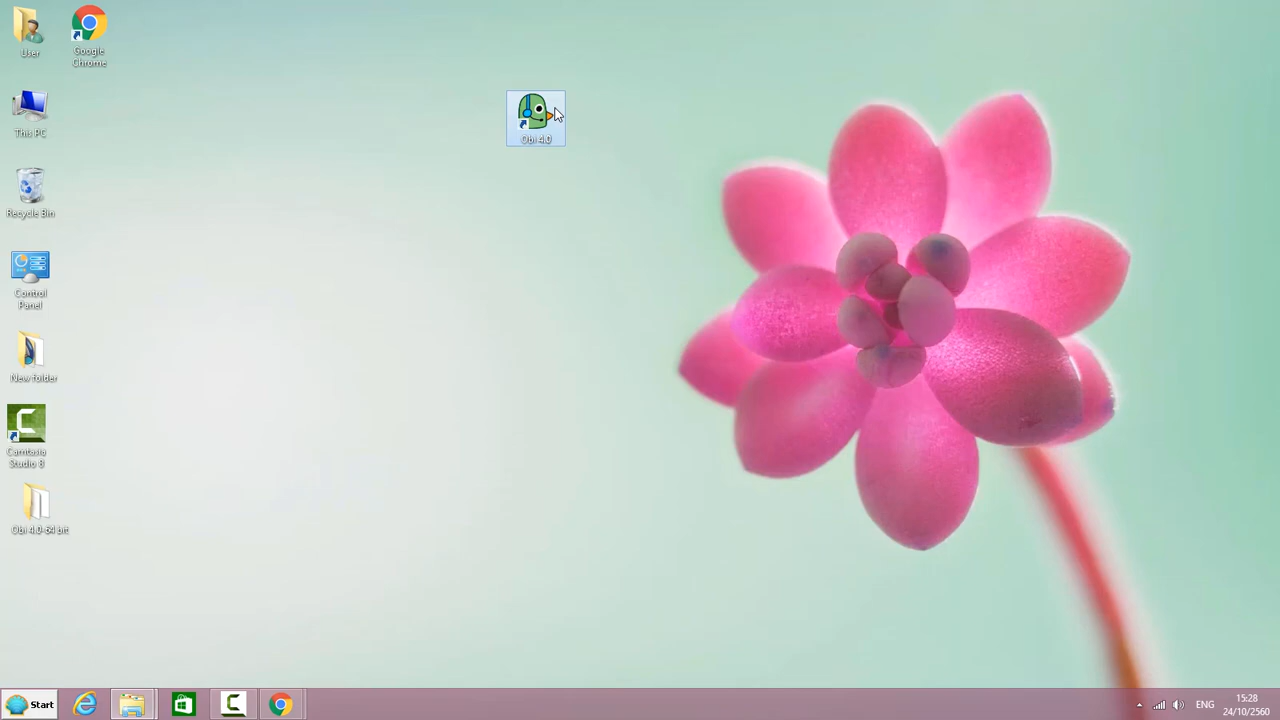 User
Google
Chrome
Obi 4.0
This PC
Recycle Bin
Control
Panel
New folder
Camtasia
Studio 8
Obi 4.0-64 bit
Start
ENG
15:28
24/10/2560